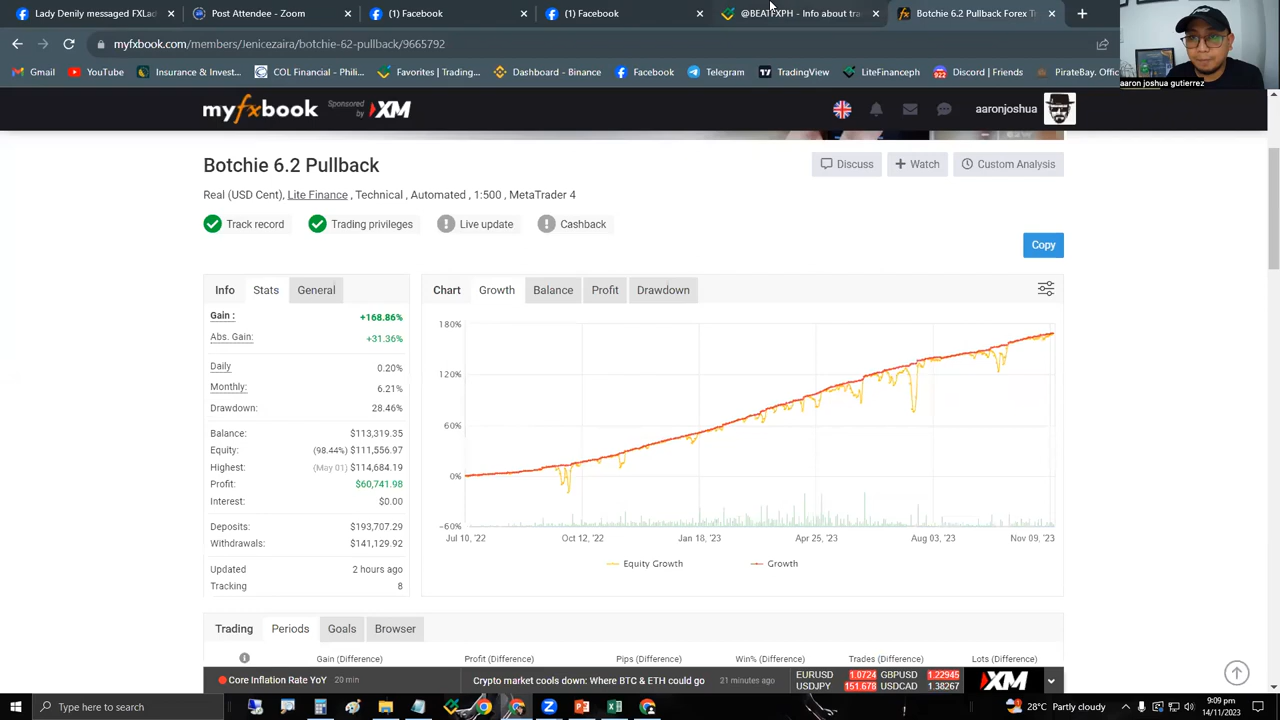 Lady Denily messaged FXLad
Post Attendee - Zoom
(1) Facebook
(1) Facebook
@BEATFXPH - Info about tra
Botchie 6.2 Pullback Forex Tr
myfxbook.com/members/Jenicezaira/botchie-62-pullback/9665792
Gmail
YouTube
Insurance & Invest...
COL Financial - Phili...
Favorites | Trading...
Dashboard - Binance
Facebook
Telegram
TradingView
LiteFinanceph
Discord | Friends
PirateBay. Offi
aaron joshua gutierrez
myfxbook
Sponsored by XM
aaronjoshua
Botchie 6.2 Pullback
Discuss
Watch
Custom Analysis
Real (USD Cent), Lite Finance , Technical , Automated , 1:500 , MetaTrader 4
Track record
Trading privileges
Live update
Cashback
Copy
Info Stats General
Gain : +168.86%
Abs. Gain: +31.36%
Daily 0.20%
Monthly: 6.21%
Drawdown: 28.46%
Balance: $113,319.35
Equity: (98.44%) $111,556.97
Highest: (May 01) $114,684.19
Profit: $60,741.98
Interest: $0.00
Deposits: $193,707.29
Withdrawals: $141,129.92
Updated 2 hours ago
Tracking 8
Chart Growth Balance Profit Drawdown
180%
120%
60%
0%
-60%
Jul 10, '22 Oct 12, '22 Jan 18, '23 Apr 25, '23 Aug 03, '23 Nov 09, '23
Equity Growth Growth
Trading Periods Goals Browser
Gain (Difference) Profit (Difference) Pips (Difference) Win% (Difference) Trades (Difference) Lots (Difference)
Core Inflation Rate YoY 20 min
Crypto market cools down: Where BTC & ETH could go 21 minutes ago
EURUSD 1.0724 GBPUSD 1.22945
USDJPY 151.678 USDCAD 1.38267
XM
Type here to search
28°C Partly cloudy
9:09 pm
14/11/2023